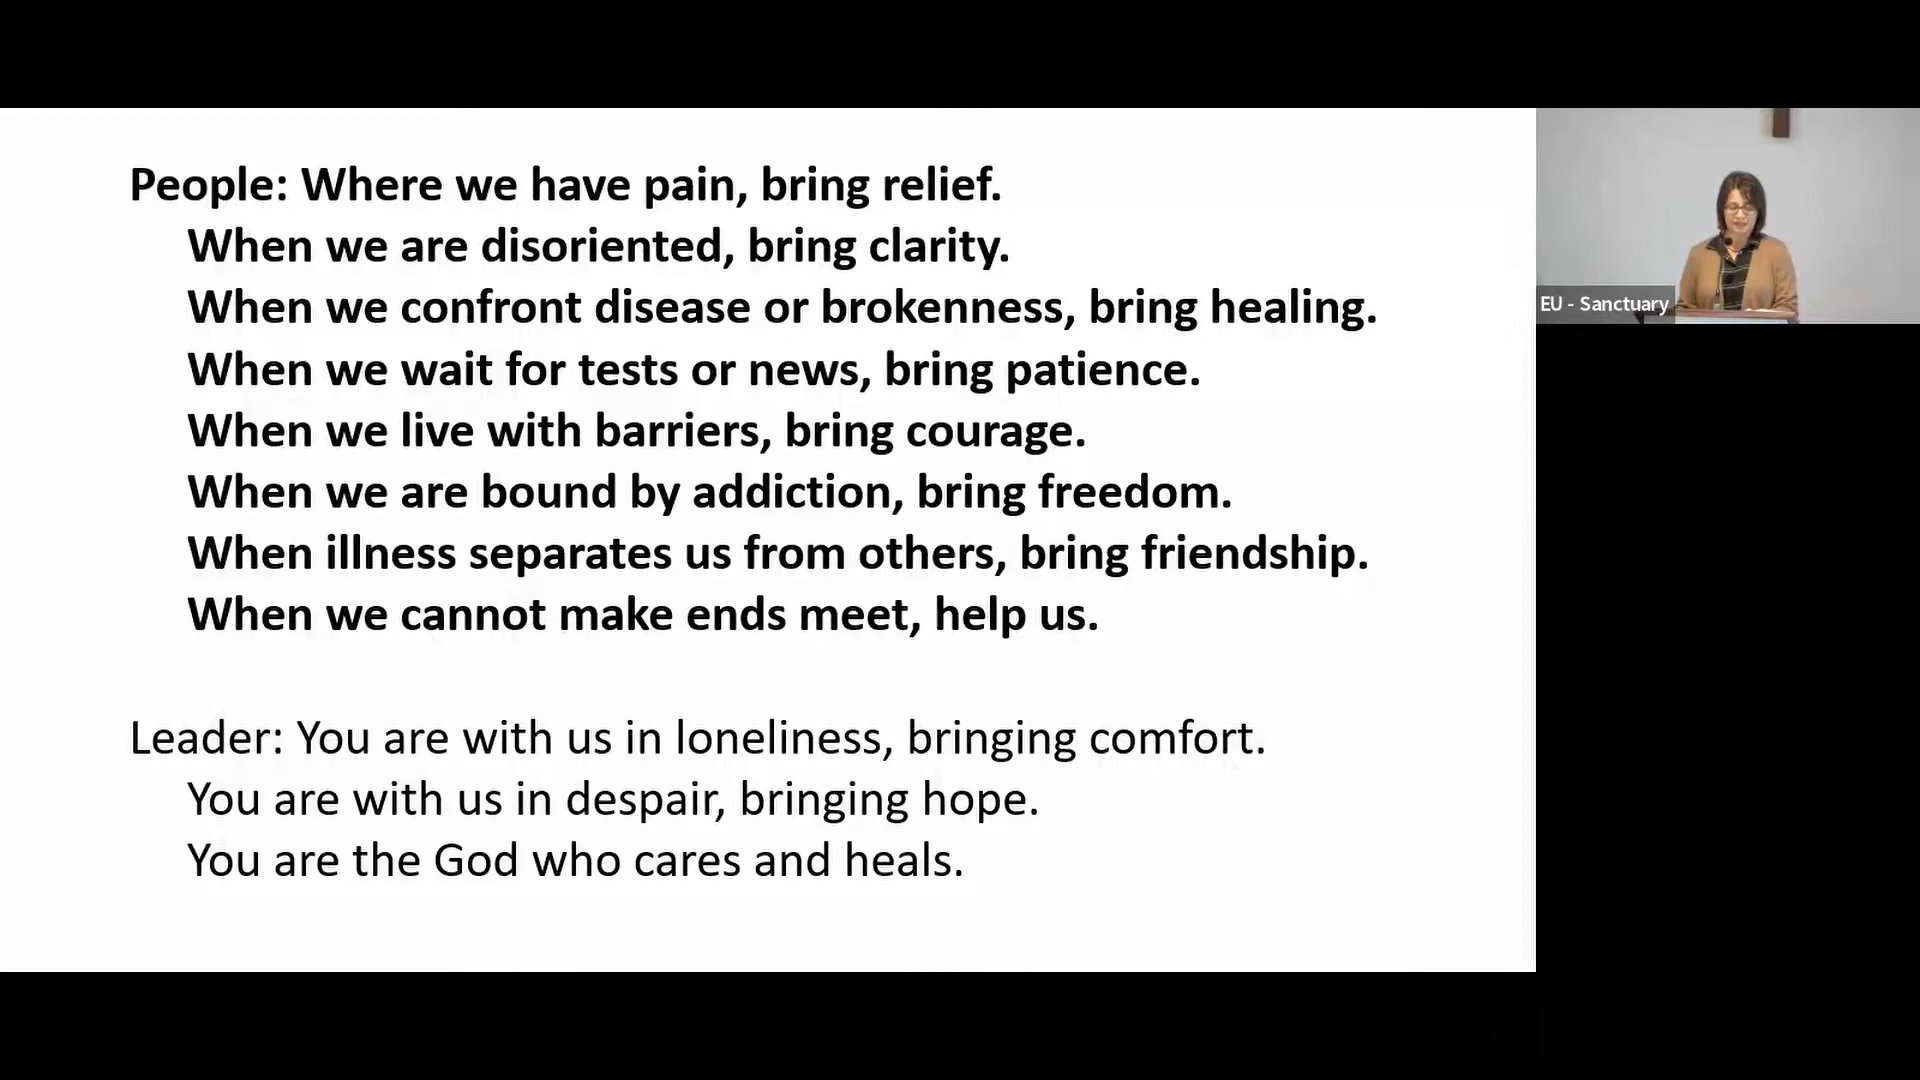 People: Where we have pain, bring relief.
When we are disoriented, bring clarity.
When we confront disease or brokenness, bring healing.
When we wait for tests or news, bring patience.
When we live with barriers, bring courage.
When we are bound by addiction, bring freedom.
When illness separates us from others, bring friendship.
When we cannot make ends meet, help us.
Leader: You are with us in loneliness, bringing comfort.
You are with us in despair, bringing hope.
You are the God who cares and heals.
EU - Sanctuary